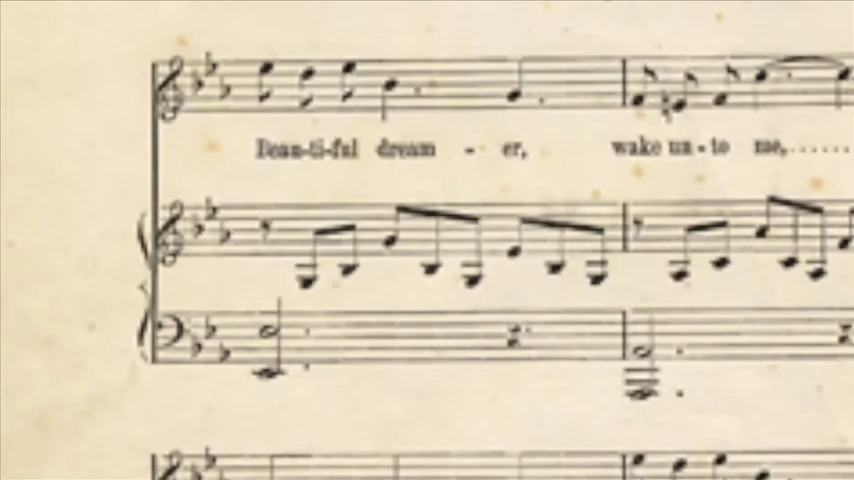 Beau-ti-ful dream - er, wake un-to me,......